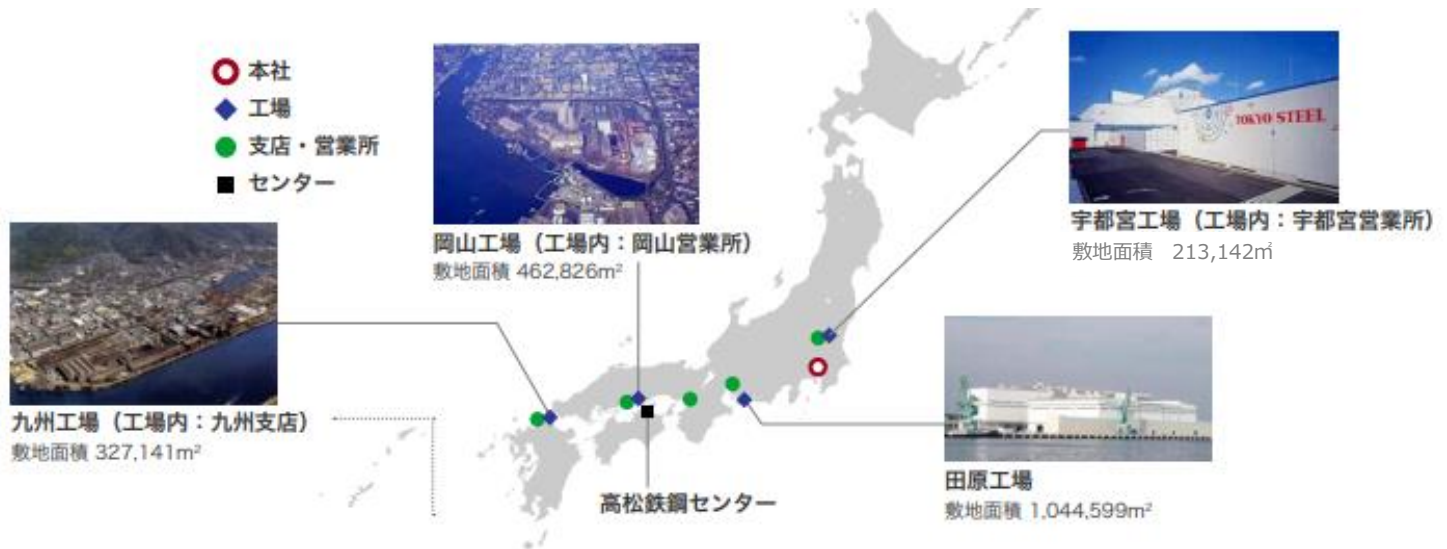 本社
工場
支店・営業所
センター
岡山工場（工場内：岡山営業所）
敷地面積 462,826m²
TOKYO STEEL
宇都宮工場（工場内：宇都宮営業所）
敷地面積　213,142㎡
九州工場（工場内：九州支店）
敷地面積 327,141m²
高松鉄鋼センター
田原工場
敷地面積 1,044,599m²